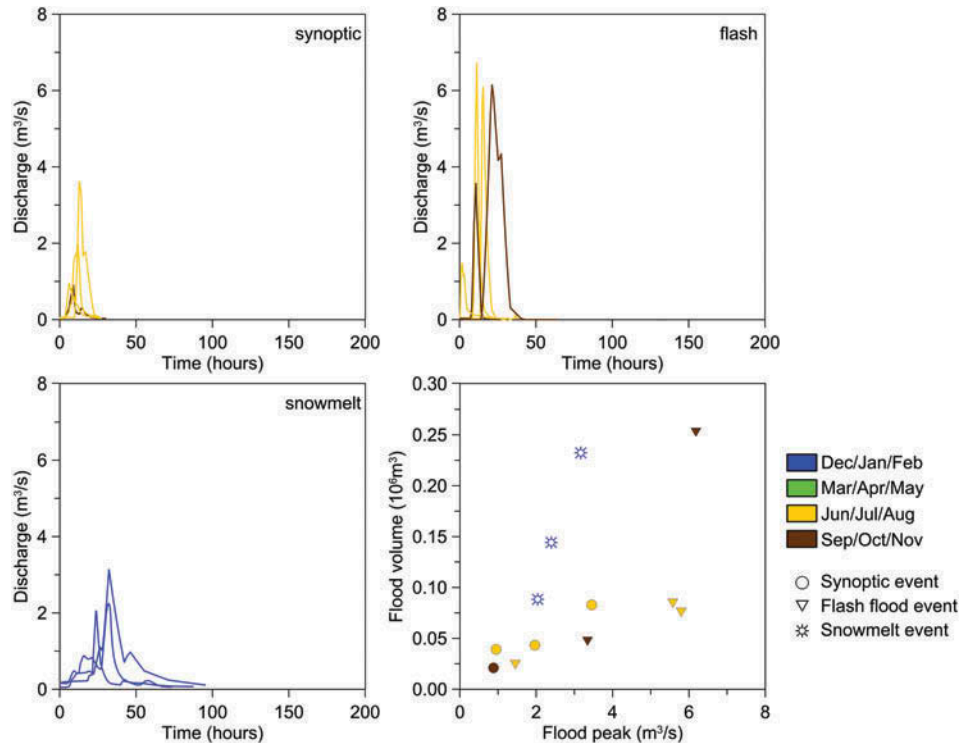 8
6
4
2
0
Discharge (m³/s)
synoptic
0
50
100
150
200
Time (hours)
8
6
4
2
0
Discharge (m³/s)
flash
0
50
100
150
200
Time (hours)
8
6
4
2
0
Discharge (m³/s)
snowmelt
0
50
100
150
200
Time (hours)
0.30
0.25
0.20
0.15
0.10
0.05
0.00
Flood volume (10⁶m³)
0
2
4
6
8
Flood peak (m³/s)
Dec/Jan/Feb
Mar/Apr/May
Jun/Jul/Aug
Sep/Oct/Nov
Synoptic event
Flash flood event
Snowmelt event